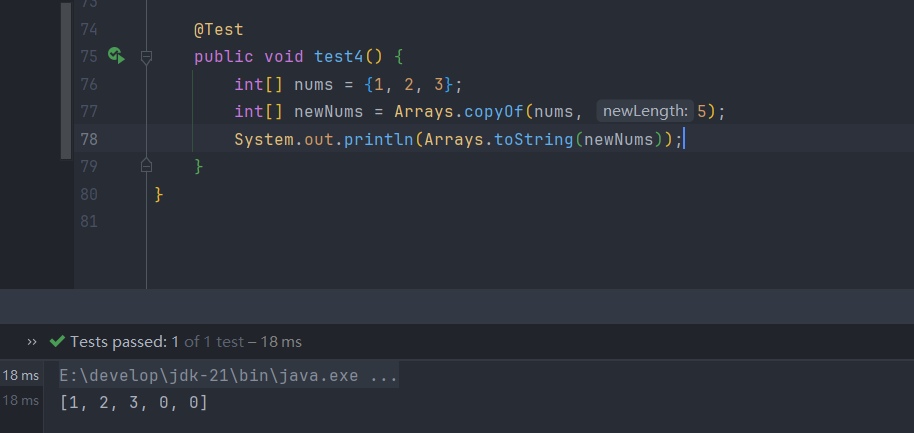 73
74 @Test
75 public void test4() {
76 int[] nums = {1, 2, 3};
77 int[] newNums = Arrays.copyOf(nums, newLength: 5);
78 System.out.println(Arrays.toString(newNums));
79 }
80 }
81
›› Tests passed: 1 of 1 test – 18 ms
18 ms E:\develop\jdk-21\bin\java.exe ...
18 ms [1, 2, 3, 0, 0]